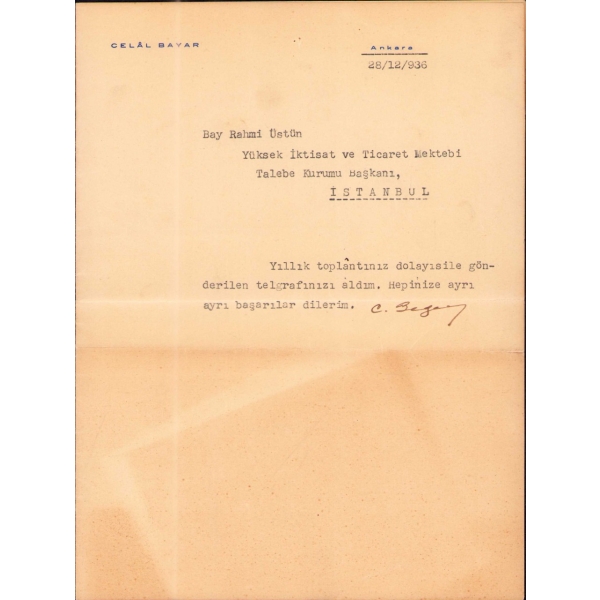 CELÂL BAYAR
Ankara
28/12/936
Bay Rahmi Üstün
Yüksek İktisat ve Ticaret Mektebi
Talebe Kurumu Başkanı,
İSTANBUL
Yıllık toplântınız dolayısile gön-
derilen telgrafınızı aldım. Hepinize ayrı
ayrı başarılar dilerim. C. Bayar